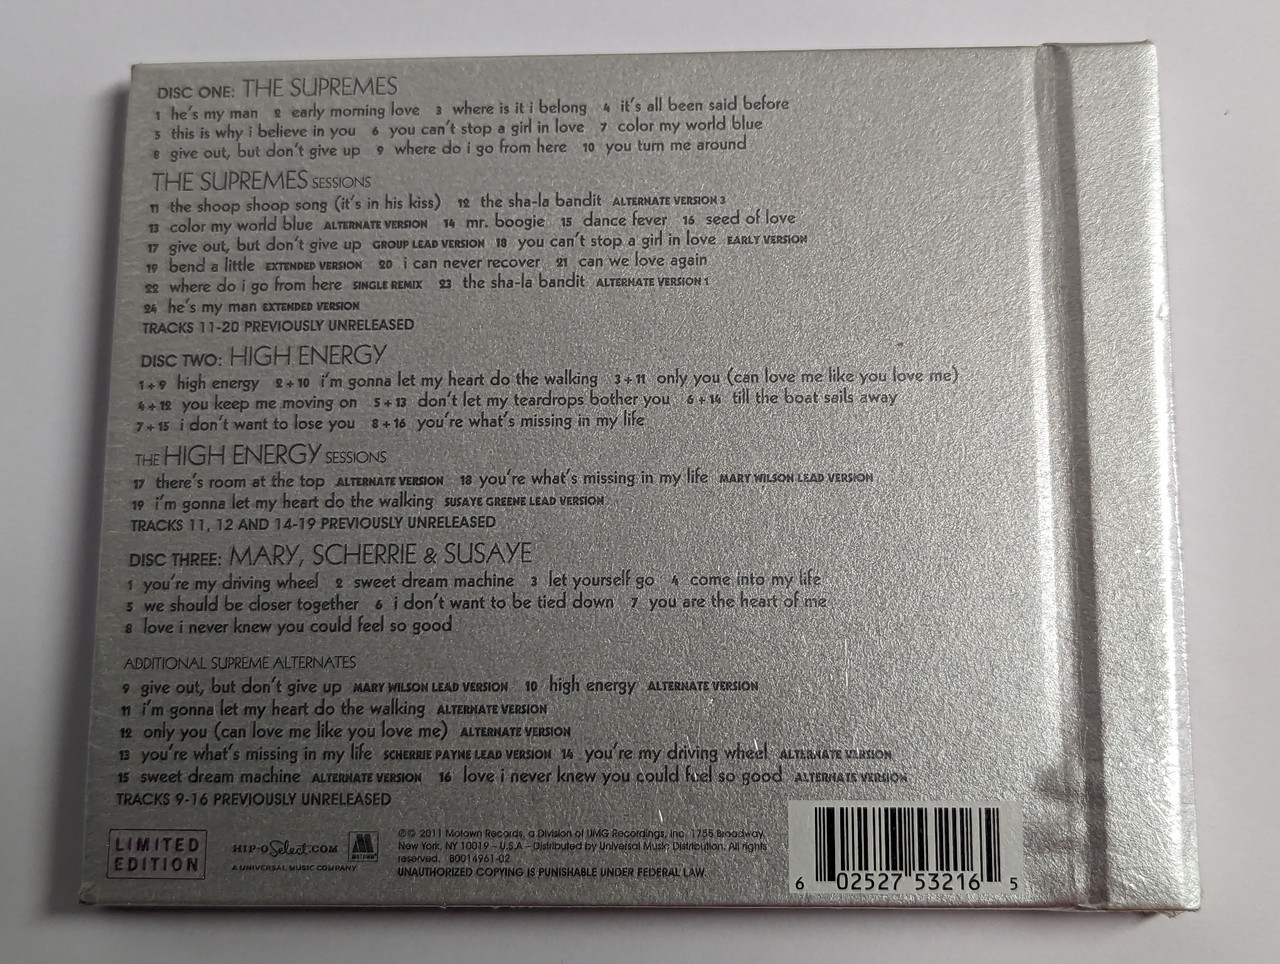 DISC ONE: THE SUPREMES
1 he's my man 2 early morning love 3 where is it i belong 4 it's all been said before
5 this is why i believe in you 6 you can't stop a girl in love 7 color my world blue
8 give out, but don't give up 9 where do i go from here 10 you turn me around
THE SUPREMES SESSIONS
11 the shoop shoop song (it's in his kiss) 12 the sha-la bandit ALTERNATE VERSION 3
13 color my world blue ALTERNATE VERSION 14 mr. boogie 15 dance fever 16 seed of love
17 give out, but don't give up GROUP LEAD VERSION 18 you can't stop a girl in love EARLY VERSION
19 bend a little EXTENDED VERSION 20 i can never recover 21 can we love again
22 where do i go from here SINGLE REMIX 23 the sha-la bandit ALTERNATE VERSION 1
24 he's my man EXTENDED VERSION
TRACKS 11-20 PREVIOUSLY UNRELEASED
DISC TWO: HIGH ENERGY
1+9 high energy 2+10 i'm gonna let my heart do the walking 3+11 only you (can love me like you love me)
4+12 you keep me moving on 5+13 don't let my teardrops bother you 6+14 till the boat sails away
7+15 i don't want to lose you 8+16 you're what's missing in my life
THE HIGH ENERGY SESSIONS
17 there's room at the top ALTERNATE VERSION 18 you're what's missing in my life MARY WILSON LEAD VERSION
19 i'm gonna let my heart do the walking SUSAYE GREENE LEAD VERSION
TRACKS 11, 12 AND 14-19 PREVIOUSLY UNRELEASED
DISC THREE: MARY, SCHERRIE & SUSAYE
1 you're my driving wheel 2 sweet dream machine 3 let yourself go 4 come into my life
5 we should be closer together 6 i don't want to be tied down 7 you are the heart of me
8 love i never knew you could feel so good
ADDITIONAL SUPREME ALTERNATES
9 give out, but don't give up MARY WILSON LEAD VERSION 10 high energy ALTERNATE VERSION
11 i'm gonna let my heart do the walking ALTERNATE VERSION
12 only you (can love me like you love me) ALTERNATE VERSION
13 you're what's missing in my life SCHERRIE PAYNE LEAD VERSION 14 you're my driving wheel ALTERNATE VERSION
15 sweet dream machine ALTERNATE VERSION 16 love i never knew you could feel so good ALTERNATE VERSION
TRACKS 9-16 PREVIOUSLY UNRELEASED
LIMITED
EDITION
HIP-O Select.COM
A UNIVERSAL MUSIC COMPANY
MOTOWN
℗© 2011 Motown Records, a Division of UMG Recordings, Inc. 1755 Broadway,
New York, NY 10019 - U.S.A - Distributed by Universal Music Distribution. All rights
reserved. B0014961-02
UNAUTHORIZED COPYING IS PUNISHABLE UNDER FEDERAL LAW.
6 02527 53216 5